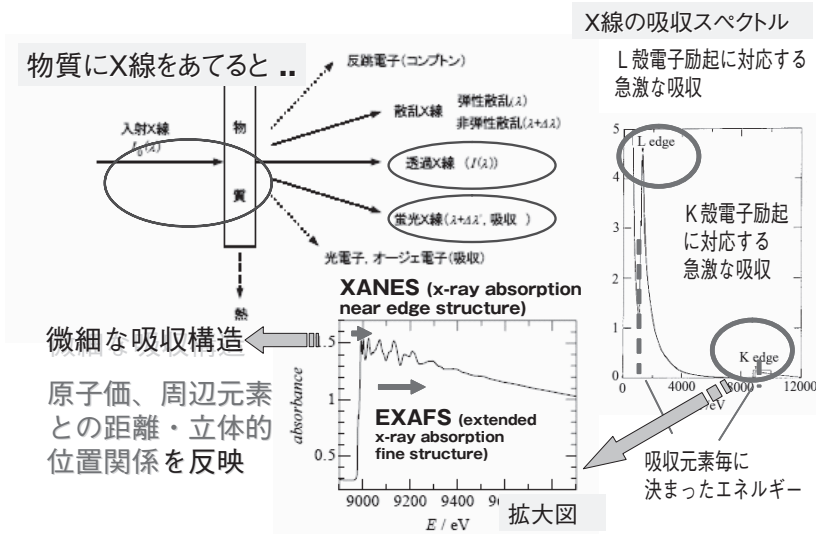 X線の吸収スペクトル
物質にX線をあてると ..
反跳電子(コンプトン)
散乱X線
弾性散乱(λ)
非弾性散乱(λ+Δλ)
入射X線
I₀(λ)
物
質
透過X線 (I(λ))
蛍光X線(λ+Δλ', 吸収 )
光電子, オージェ電子(吸収)
熱
L殻電子励起に対応する
急激な吸収
5
4
3
2
1
0
L edge
K殻電子励起
に対応する
急激な吸収
K edge
0
4000
8000
12000
eV
XANES (x-ray absorption
near edge structure)
微細な吸収構造
原子価、周辺元素
との距離・立体的
位置関係を反映
1.5
1
0.5
absorbance
EXAFS (extended
x-ray absorption
fine structure)
9000 9200 9400
E / eV
拡大図
吸収元素毎に
決まったエネルギー